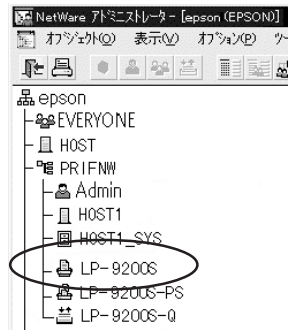 NetWare アドミニストレータ - [epson (EPSON)]
オブジェクト(O) 表示(V) オプション(P) ツー
epson
EVERYONE
HOST
PRIFNW
Admin
HOST1
HOST1_SYS
LP-9200S
LP-9200S-PS
LP-9200S-Q